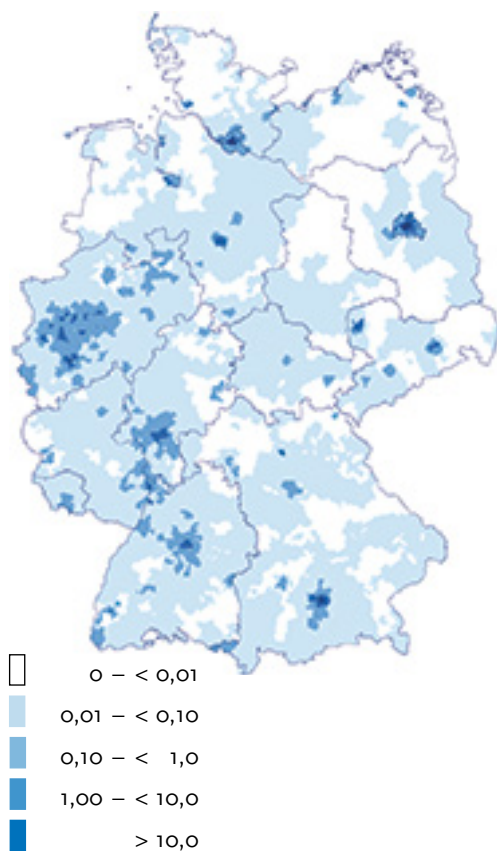 0 – < 0,01
0,01 – < 0,10
0,10 – < 1,0
1,00 – < 10,0
> 10,0